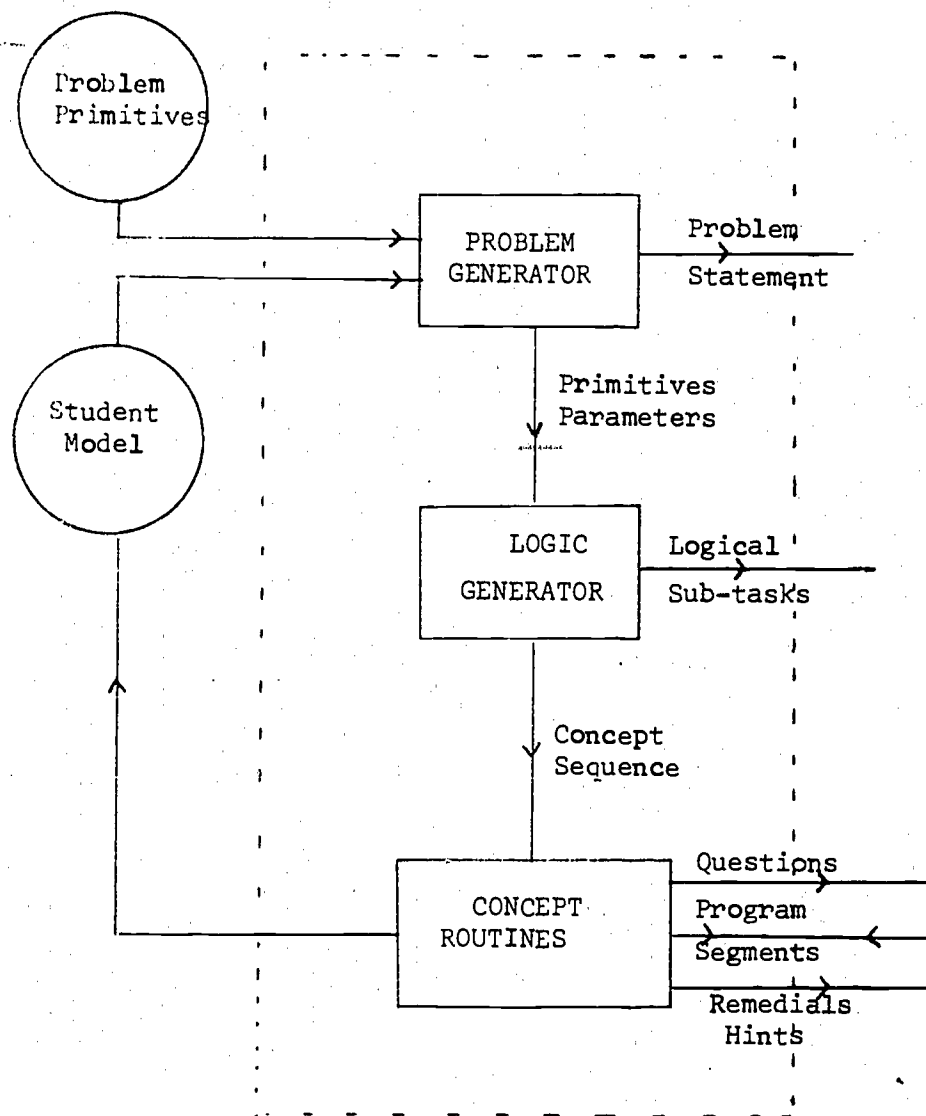 Problem
Primitives
PROBLEM
GENERATOR
Problem
Statement
Primitives
Parameters
Student
Model
LOGIC
GENERATOR
Logical
Sub-tasks
Concept
Sequence
CONCEPT
ROUTINES
Questions
Program
Segments
Remedials
Hints